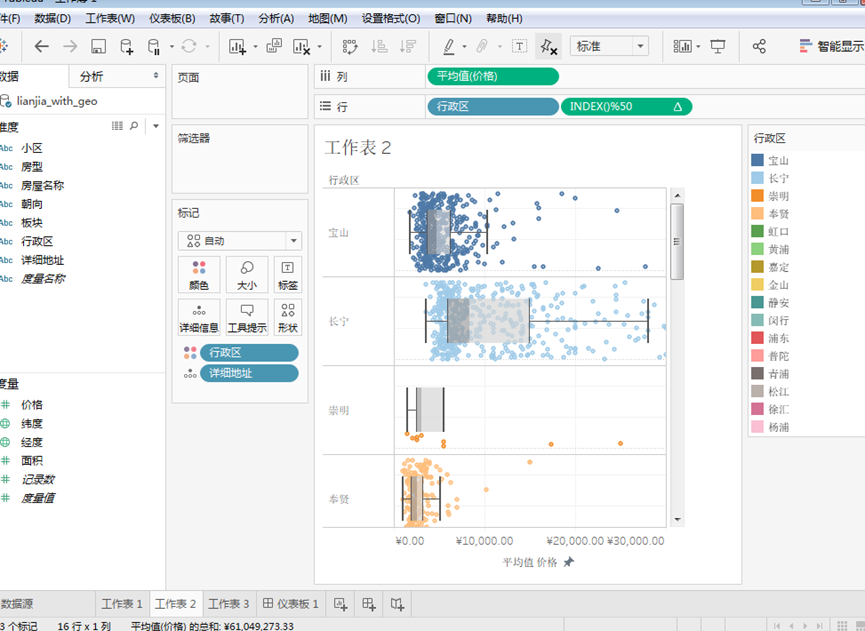 件(F) 数据(D) 工作表(W) 仪表板(B) 故事(T) 分析(A) 地图(M) 设置格式(O) 窗口(N) 帮助(H)
标准
智能显示
数据
分析
lianjia_with_geo
维度
Abc 小区
Abc 房型
Abc 房屋名称
Abc 朝向
Abc 板块
Abc 行政区
Abc 详细地址
Abc 度量名称
度量
价格
纬度
经度
面积
记录数
度量值
页面
筛选器
标记
自动
颜色 大小 标签
详细信息 工具提示 形状
行政区
详细地址
列 平均值(价格)
行 行政区 INDEX()%50 Δ
工作表 2
行政区
宝山
长宁
崇明
奉贤
¥0.00 ¥10,000.00 ¥20,000.00 ¥30,000.00
平均值 价格
行政区
宝山
长宁
崇明
奉贤
虹口
黄浦
嘉定
金山
静安
闵行
浦东
普陀
青浦
松江
徐汇
杨浦
数据源 工作表 1 工作表 2 工作表 3 仪表板 1
3 个标记 16 行 x 1 列 平均值(价格) 的总和: ¥61,049,273.33